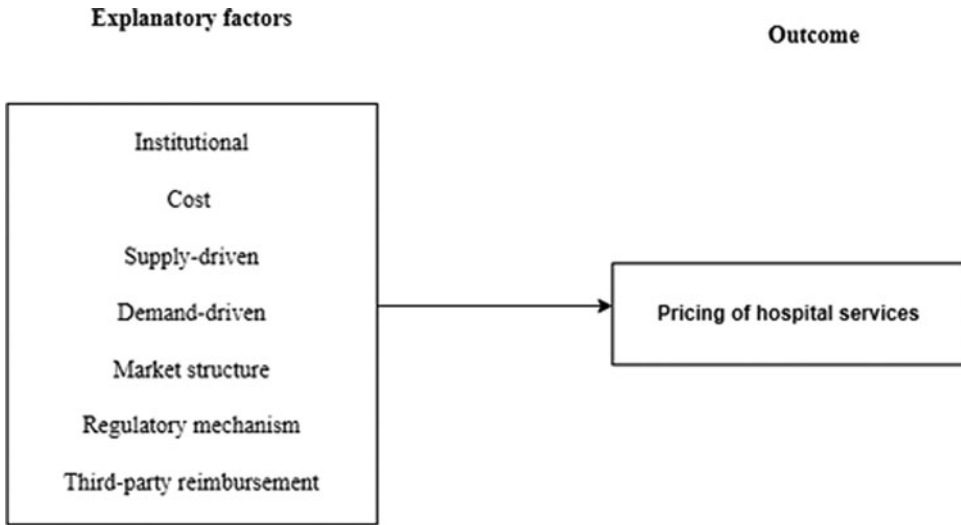 Explanatory factors
Outcome
Institutional
Cost
Supply-driven
Demand-driven
Market structure
Regulatory mechanism
Third-party reimbursement
Pricing of hospital services